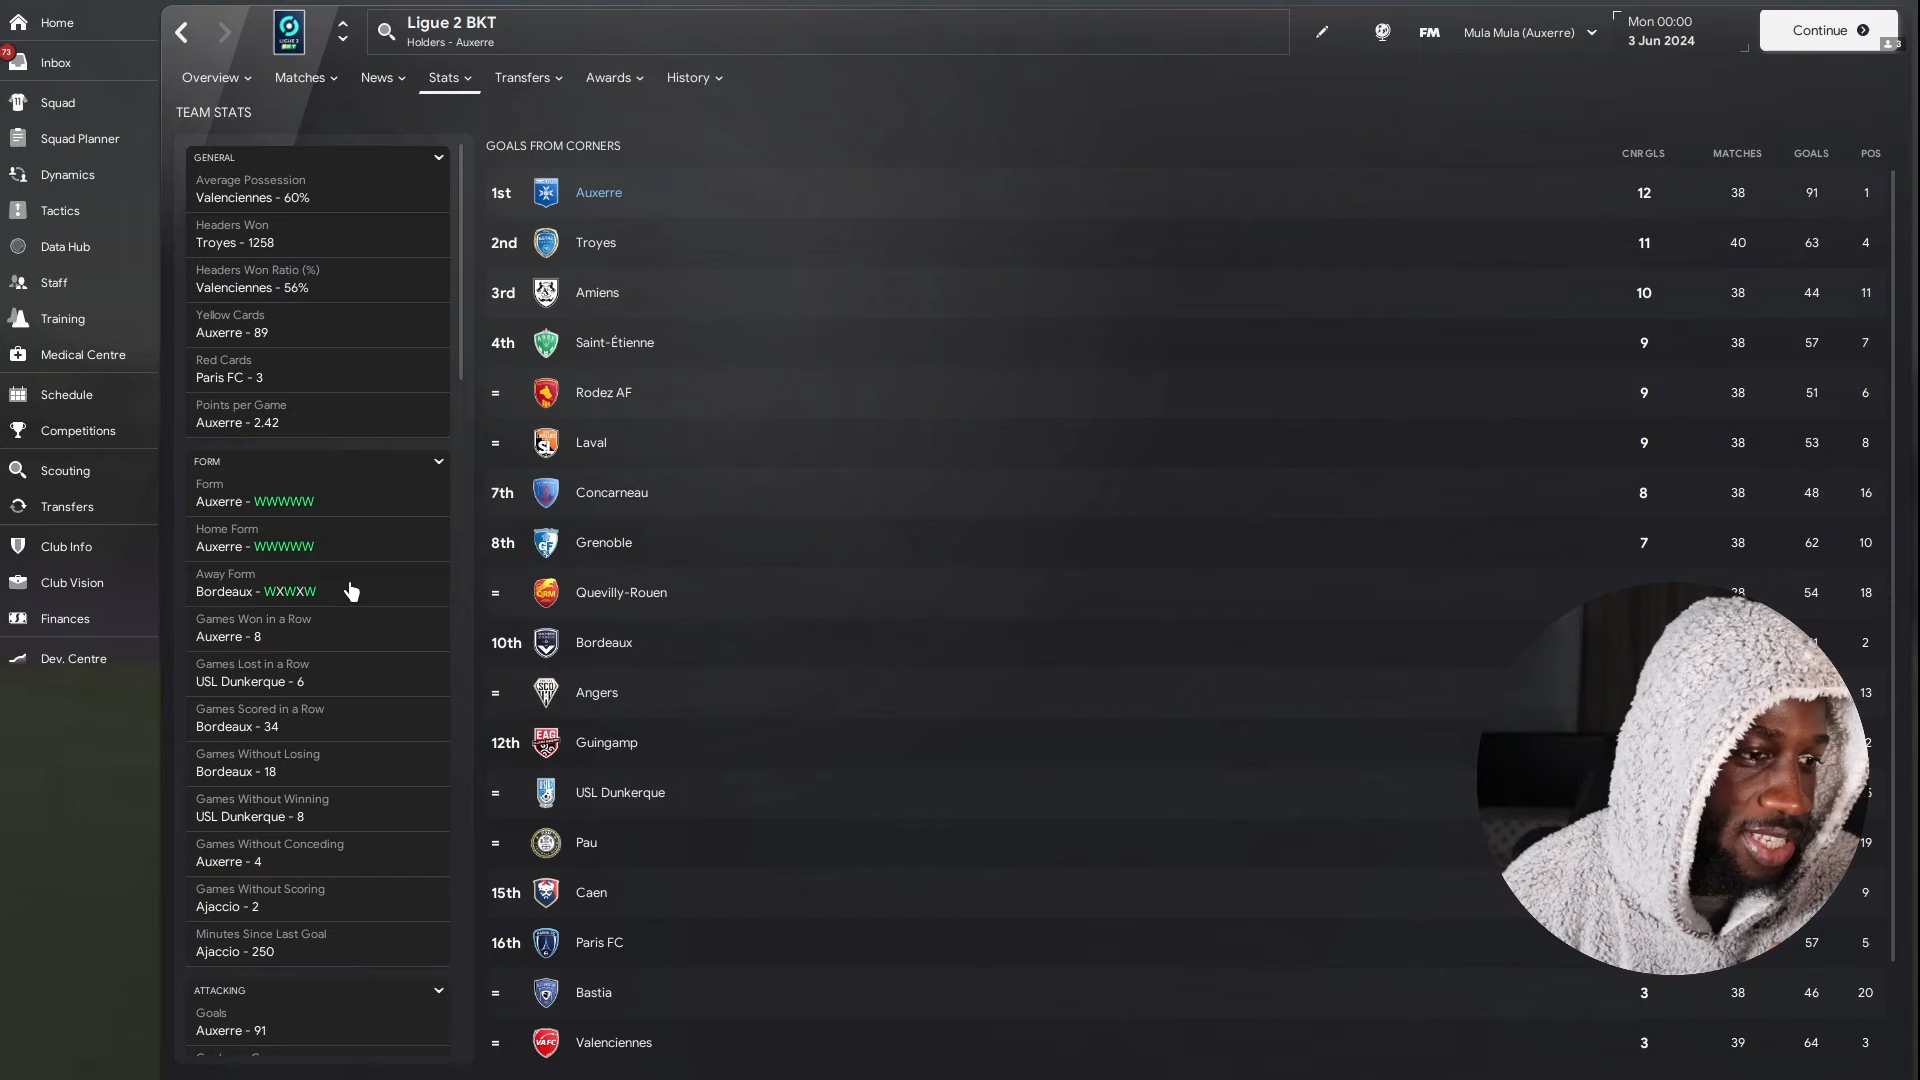 Home
73
Inbox
Squad
Squad Planner
Dynamics
Tactics
Data Hub
Staff
Training
Medical Centre
Schedule
Competitions
Scouting
Transfers
Club Info
Club Vision
Finances
Dev. Centre
Ligue 2 BKT
Holders - Auxerre
FM
Mula Mula (Auxerre)
Mon 00:00
3 Jun 2024
Continue
3
Overview
Matches
News
Stats
Transfers
Awards
History
TEAM STATS
GENERAL
Average Possession
Valenciennes - 60%
Headers Won
Troyes - 1258
Headers Won Ratio (%)
Valenciennes - 56%
Yellow Cards
Auxerre - 89
Red Cards
Paris FC - 3
Points per Game
Auxerre - 2.42
FORM
Form
Auxerre - WWWWW
Home Form
Auxerre - WWWWW
Away Form
Bordeaux - WXWXW
Games Won in a Row
Auxerre - 8
Games Lost in a Row
USL Dunkerque - 6
Games Scored in a Row
Bordeaux - 34
Games Without Losing
Bordeaux - 18
Games Without Winning
USL Dunkerque - 8
Games Without Conceding
Auxerre - 4
Games Without Scoring
Ajaccio - 2
Minutes Since Last Goal
Ajaccio - 250
ATTACKING
Goals
Auxerre - 91
GOALS FROM CORNERS
CNR GLS MATCHES GOALS POS
1st Auxerre 12 38 91 1
2nd Troyes 11 40 63 4
3rd Amiens 10 38 44 11
4th Saint-Étienne 9 38 57 7
= Rodez AF 9 38 51 6
= Laval 9 38 53 8
7th Concarneau 8 38 48 16
8th Grenoble 7 38 62 10
= Quevilly-Rouen 54 18
10th Bordeaux 2
= Angers 13
12th Guingamp
= USL Dunkerque
= Pau 19
15th Caen 9
16th Paris FC 57 5
= Bastia 3 38 46 20
= Valenciennes 3 39 64 3